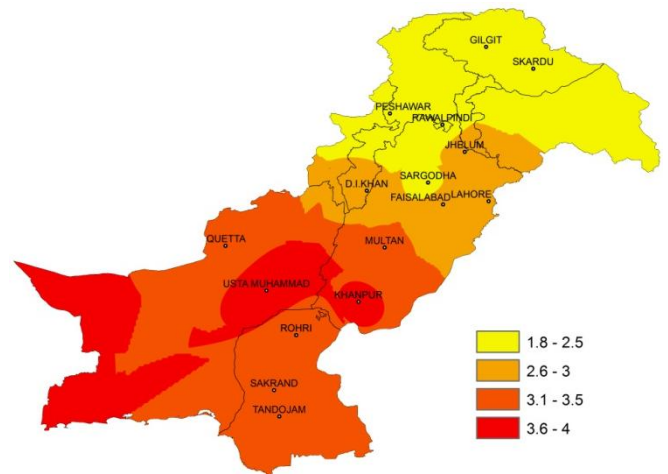 GILGIT
SKARDU
PESHAWAR
RAWALPINDI
JHELUM
SARGODHA
D.I.KHAN
FAISALABAD
LAHORE
QUETTA
MULTAN
USTA MUHAMMAD
KHANPUR
ROHRI
SAKRAND
TANDOJAM
1.8 - 2.5
2.6 - 3
3.1 - 3.5
3.6 - 4